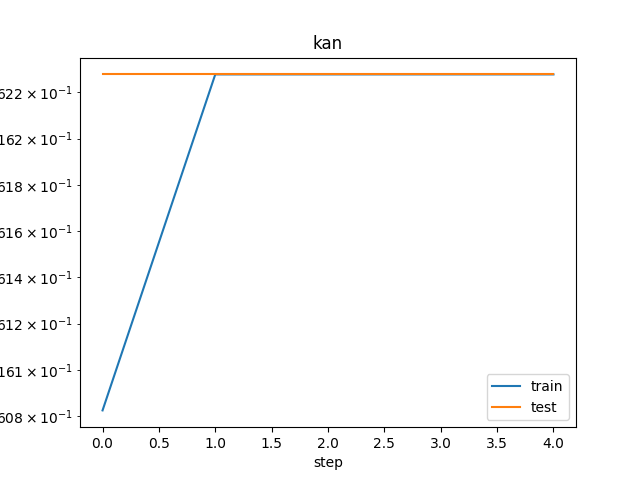 kan
622 × 10⁻¹
162 × 10⁻¹
618 × 10⁻¹
616 × 10⁻¹
614 × 10⁻¹
612 × 10⁻¹
161 × 10⁻¹
608 × 10⁻¹
0.0 0.5 1.0 1.5 2.0 2.5 3.0 3.5 4.0
step
train
test